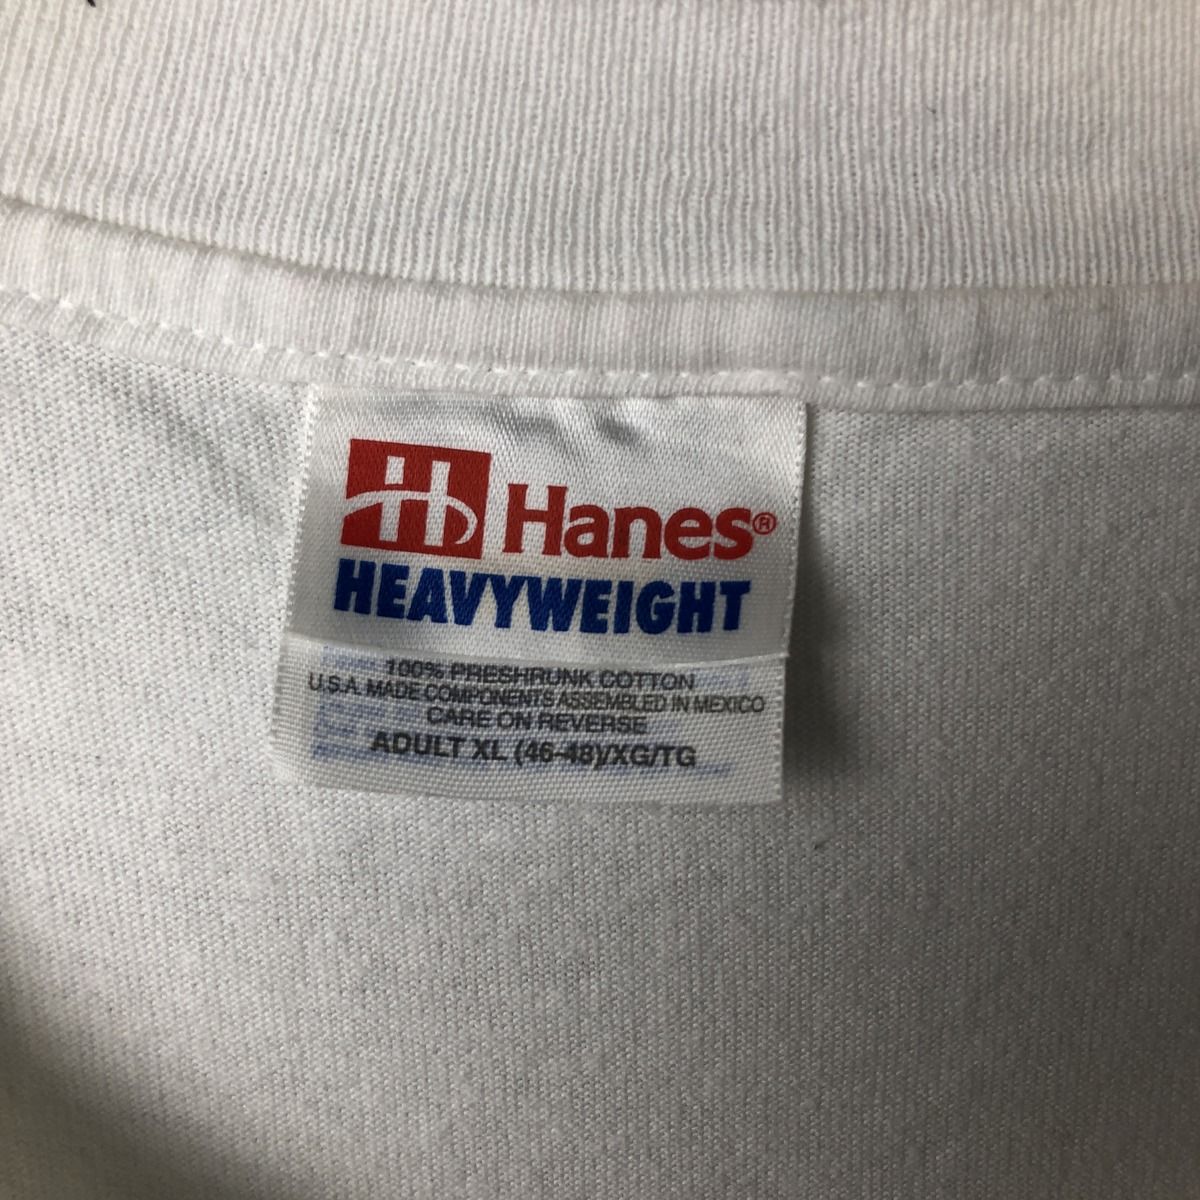 H Hanes®
HEAVYWEIGHT
100% PRESHRUNK COTTON
U.S.A. MADE COMPONENTS ASSEMBLED IN MEXICO
CARE ON REVERSE
ADULT XL (46-48)/XG/TG